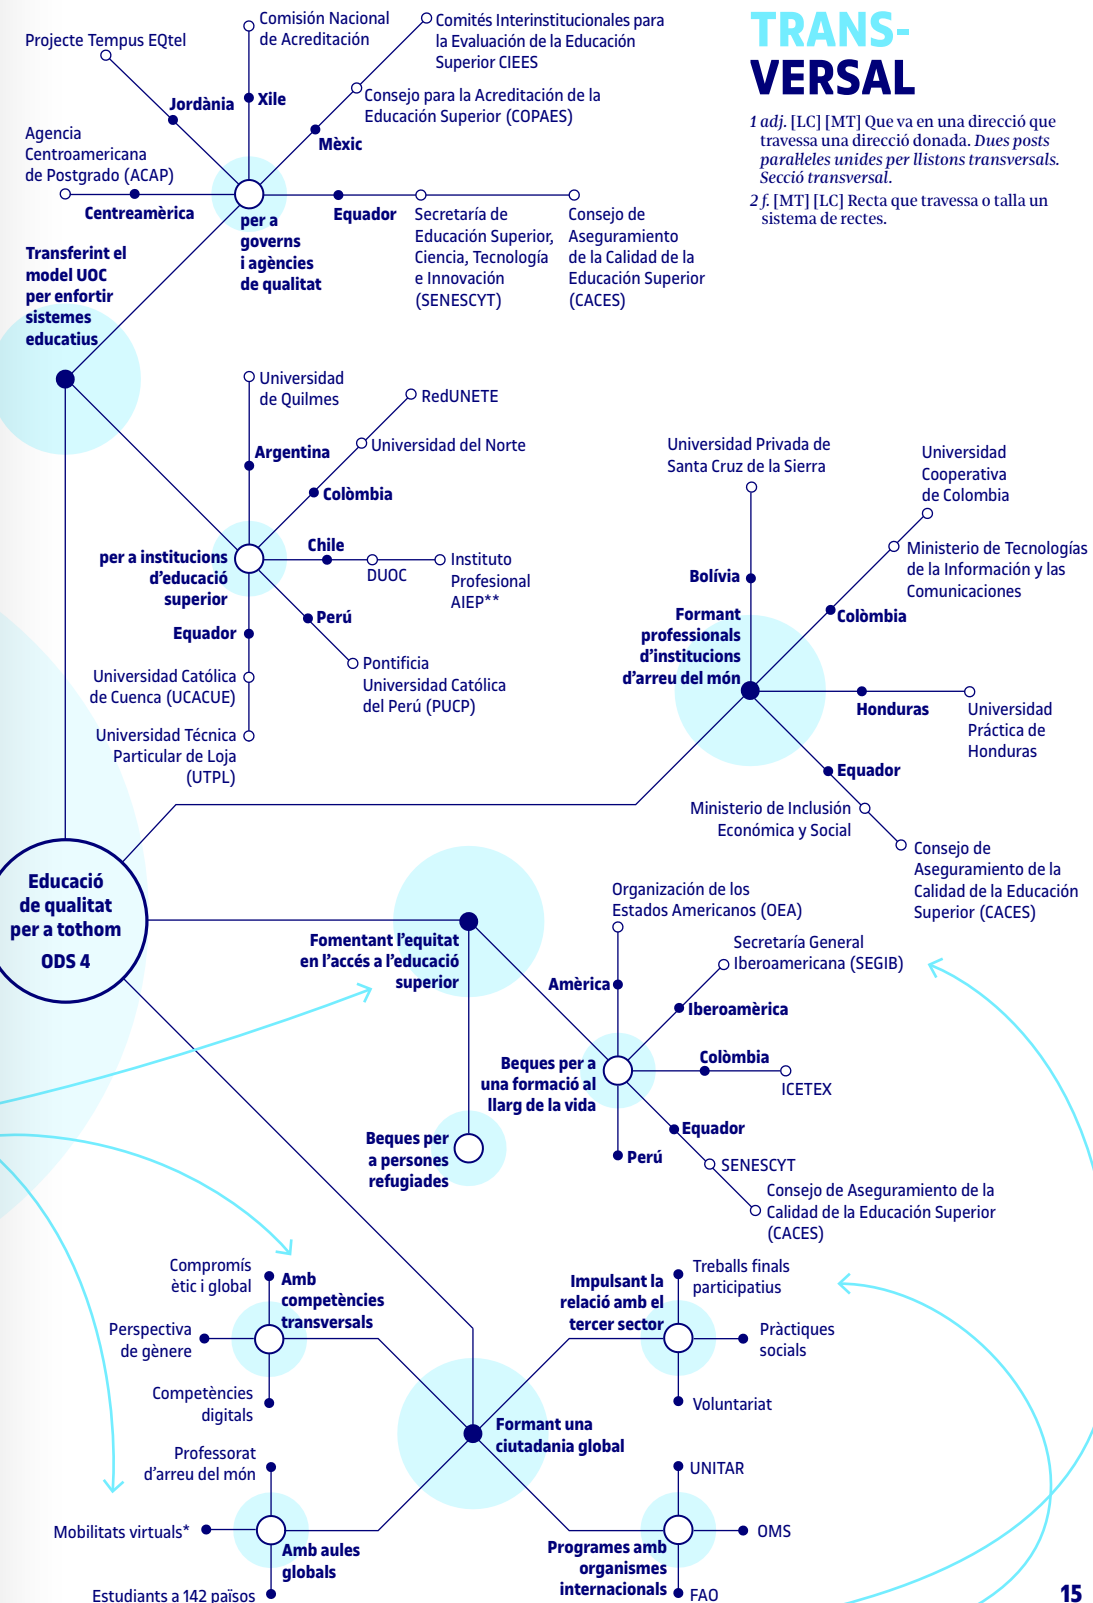 TRANS-
VERSAL
1 adj. [LC] [MT] Que va en una direcció que
travessa una direcció donada. Dues posts
paral·leles unides per llistons transversals.
Secció transversal.
2 f. [MT] [LC] Recta que travessa o talla un
sistema de rectes.
Projecte Tempus EQtel
Jordània
Comisión Nacional
de Acreditación
Xile
Comités Interinstitucionales para
la Evaluación de la Educación
Superior CIEES
Consejo para la Acreditación de la
Educación Superior (COPAES)
Mèxic
Agencia
Centroamericana
de Postgrado (ACAP)
Centreamèrica
per a
governs
i agències
de qualitat
Equador
Secretaría de
Educación Superior,
Ciencia, Tecnología
e Innovación
(SENESCYT)
Consejo de
Aseguramiento
de la Calidad de la
Educación Superior
(CACES)
Transferint el
model UOC
per enfortir
sistemes
educatius
Universidad
de Quilmes
Argentina
RedUNETE
Universidad del Norte
Colòmbia
per a institucions
d'educació
superior
Chile
DUOC
Instituto
Profesional
AIEP**
Perú
Pontificia
Universidad Católica
del Perú (PUCP)
Equador
Universidad Católica
de Cuenca (UCACUE)
Universidad Técnica
Particular de Loja
(UTPL)
Universidad Privada de
Santa Cruz de la Sierra
Bolívia
Universidad
Cooperativa
de Colombia
Ministerio de Tecnologías
de la Información y las
Comunicaciones
Colòmbia
Formant
professionals
d'institucions
d'arreu del món
Honduras
Universidad
Práctica de
Honduras
Equador
Ministerio de Inclusión
Económica y Social
Consejo de
Aseguramiento de la
Calidad de la Educación
Superior (CACES)
Educació
de qualitat
per a tothom
ODS 4
Fomentant l'equitat
en l'accés a l'educació
superior
Organización de los
Estados Americanos (OEA)
Amèrica
Secretaría General
Iberoamericana (SEGIB)
Iberoamèrica
Beques per a
una formació al
llarg de la vida
Colòmbia
ICETEX
Equador
SENESCYT
Consejo de Aseguramiento de la
Calidad de la Educación Superior
(CACES)
Perú
Beques per
a persones
refugiades
Compromís
ètic i global
Amb
competències
transversals
Perspectiva
de gènere
Competències
digitals
Impulsant la
relació amb el
tercer sector
Treballs finals
participatius
Pràctiques
socials
Voluntariat
Formant una
ciutadania global
Professorat
d'arreu del món
Mobilitats virtuals*
Amb aules
globals
Estudiants a 142 països
Programes amb
organismes
internacionals
UNITAR
OMS
FAO
15